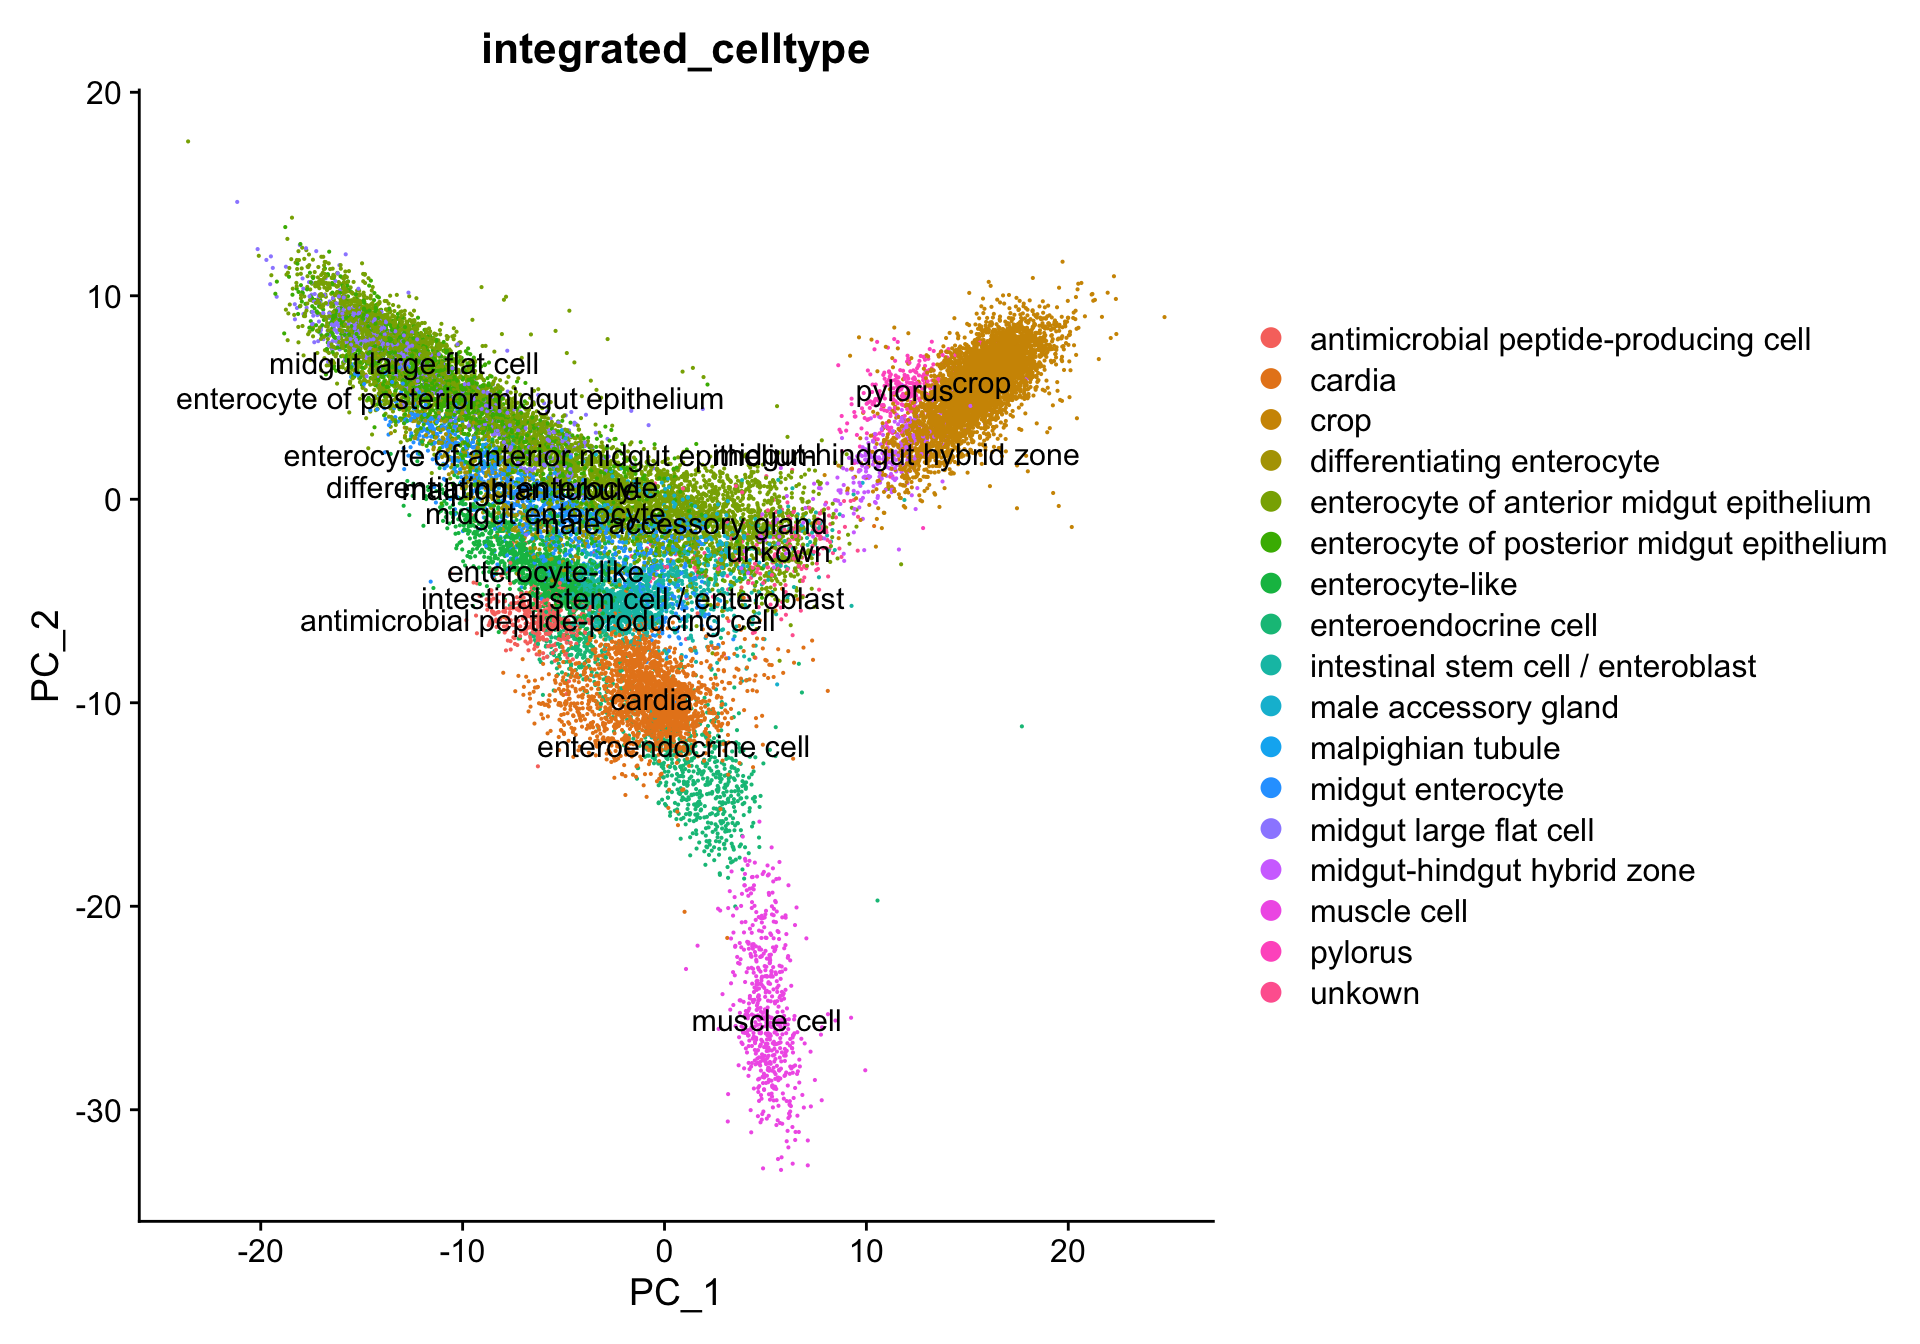 integrated_celltype
20
10
0
-10
-20
-30
PC_2
midgut large flat cell
enterocyte of posterior midgut epithelium
pylorus
crop
enterocyte of anterior midgut epithelium
midgut-hindgut hybrid zone
differentiating enterocyte
malpighian tubule
midgut enterocyte
male accessory gland
unkown
enterocyte-like
intestinal stem cell / enteroblast
antimicrobial peptide-producing cell
cardia
enteroendocrine cell
muscle cell
-20
-10
0
10
20
PC_1
antimicrobial peptide-producing cell
cardia
crop
differentiating enterocyte
enterocyte of anterior midgut epithelium
enterocyte of posterior midgut epithelium
enterocyte-like
enteroendocrine cell
intestinal stem cell / enteroblast
male accessory gland
malpighian tubule
midgut enterocyte
midgut large flat cell
midgut-hindgut hybrid zone
muscle cell
pylorus
unkown